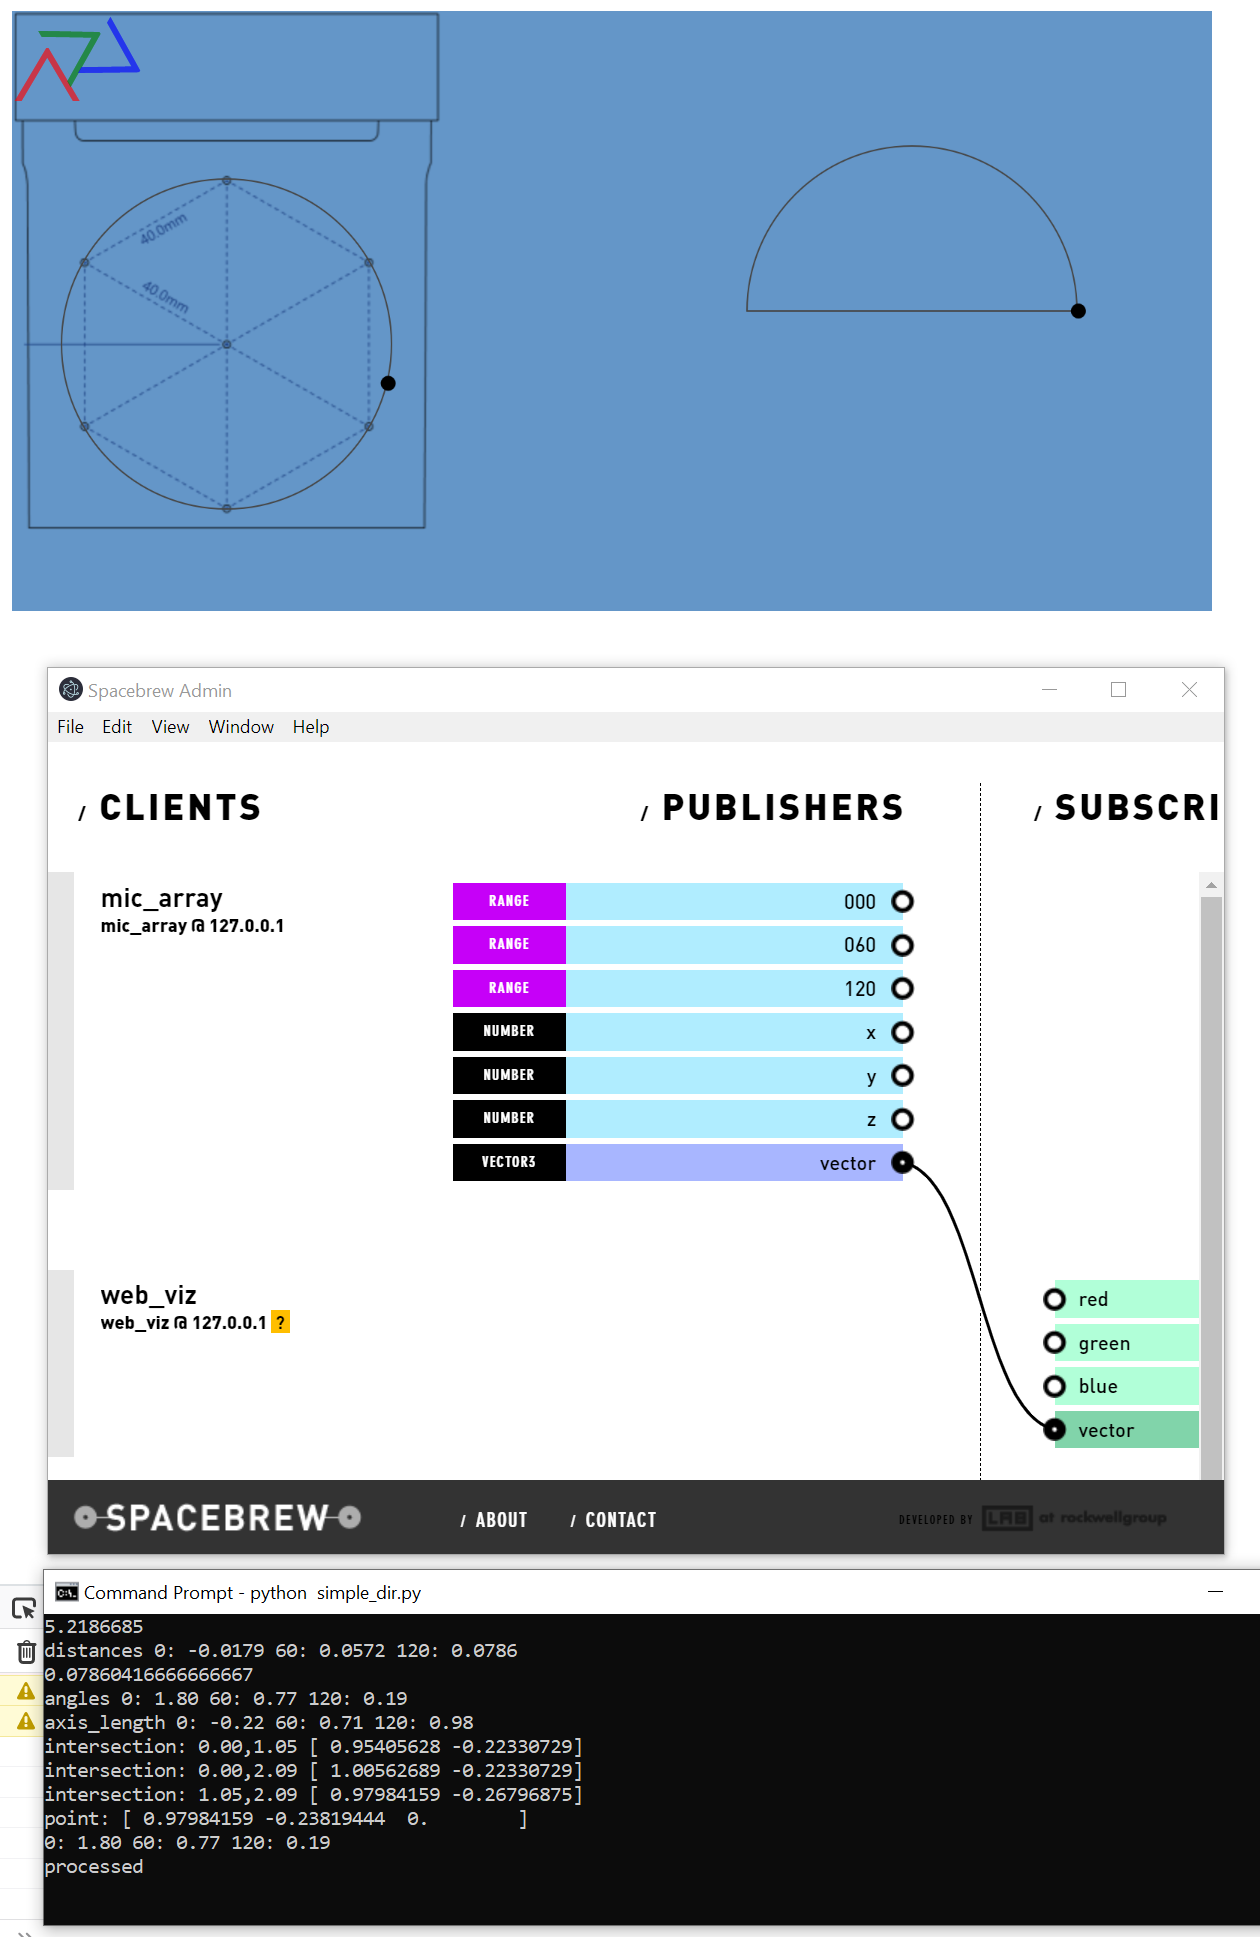 40.0mm
40.0mm
Spacebrew Admin
File Edit View Window Help
/ CLIENTS / PUBLISHERS / SUBSCRI
mic_array
mic_array @ 127.0.0.1
RANGE 000
RANGE 060
RANGE 120
NUMBER x
NUMBER y
NUMBER z
VECTOR3 vector
web_viz
web_viz @ 127.0.0.1 ?
red
green
blue
vector
SPACEBREW / ABOUT / CONTACT DEVELOPED BY LAB at rockwellgroup
Command Prompt - python  simple_dir.py
5.2186685
distances 0: -0.0179 60: 0.0572 120: 0.0786
0.07860416666666667
angles 0: 1.80 60: 0.77 120: 0.19
axis_length 0: -0.22 60: 0.71 120: 0.98
intersection: 0.00,1.05 [ 0.95405628 -0.22330729]
intersection: 0.00,2.09 [ 1.00562689 -0.22330729]
intersection: 1.05,2.09 [ 0.97984159 -0.26796875]
point: [ 0.97984159 -0.23819444  0.        ]
0: 1.80 60: 0.77 120: 0.19
processed